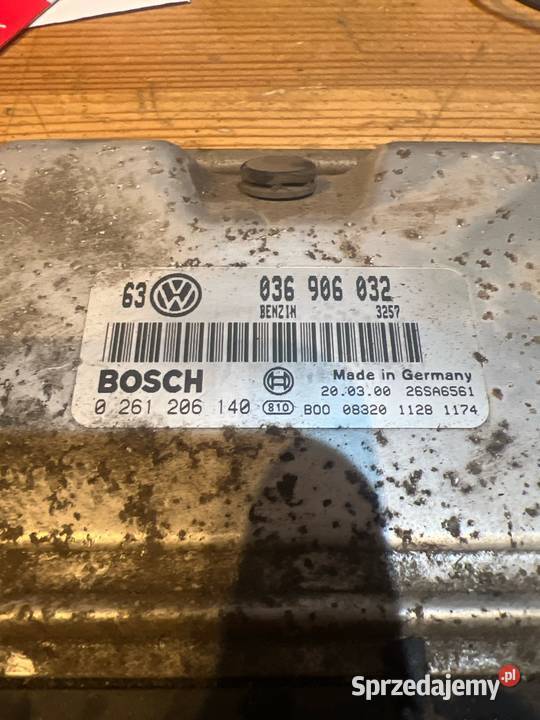 63 VW 036 906 032
BENZIN 3257
BOSCH Made in Germany
20.03.00 26SA6561
0 261 206 140 810 B00 08320 1128 1174
Sprzedajemy.pl